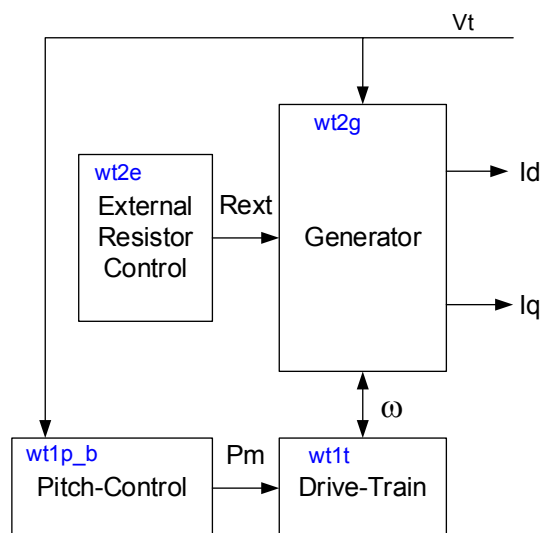 Vt
wt2g
Generator
wt2e
External
Resistor
Control
Rext
Id
Iq
ω
wt1p_b
Pitch-Control
Pm
wt1t
Drive-Train